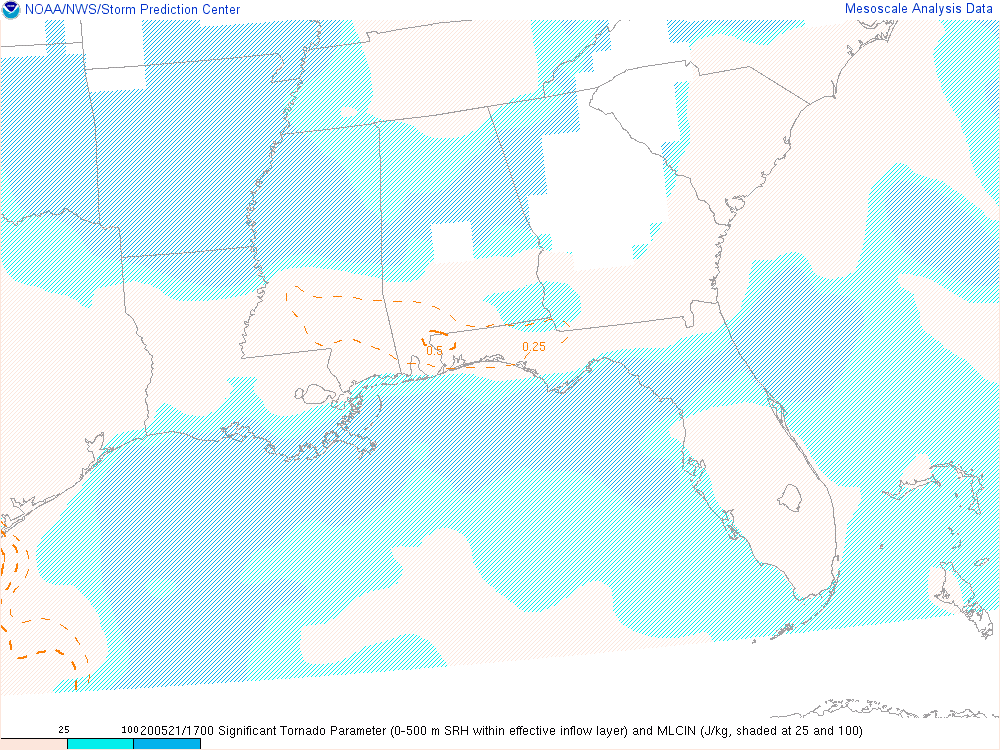 NOAA/NWS/Storm Prediction Center
Mesoscale Analysis Data
0.5
0.25
25
100
200521/1700 Significant Tornado Parameter (0-500 m SRH within effective inflow layer) and MLCIN (J/kg, shaded at 25 and 100)